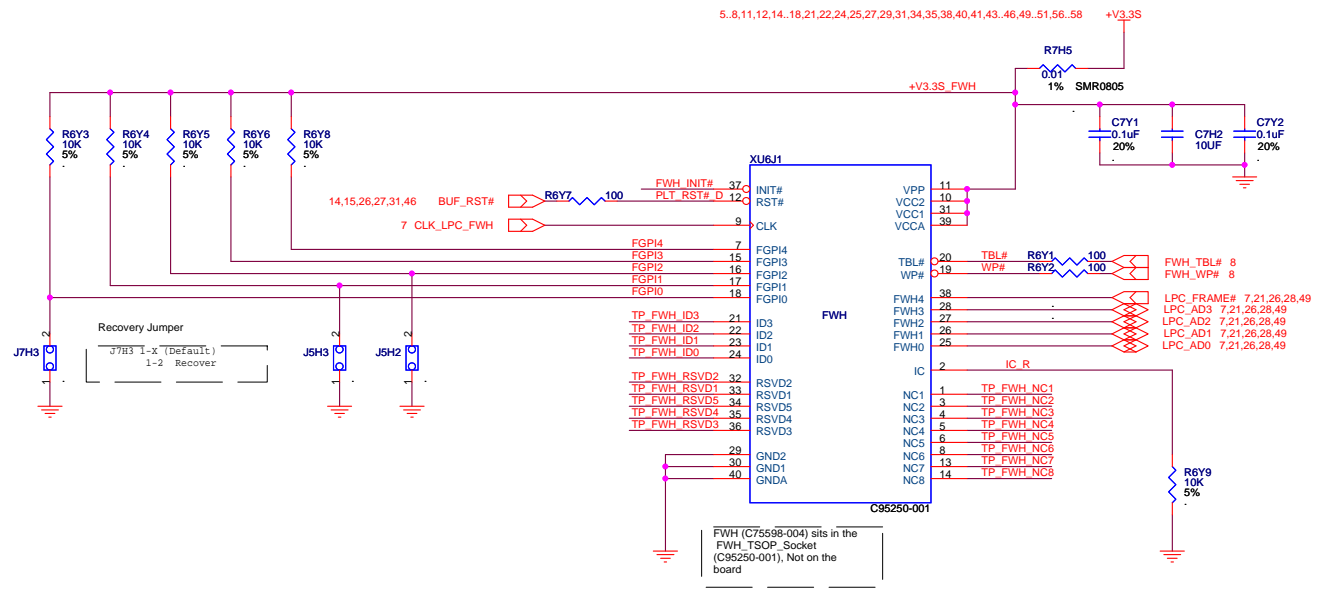 5..8,11,12,14..18,21,22,24,25,27,29,31,34,35,38,40,41,43..46,49..51,56..58 +V3.3S
R7H5
0.01
1% SMR0805
+V3.3S_FWH
R6Y3
10K
5%
R6Y4
10K
5%
R6Y5
10K
5%
R6Y6
10K
5%
R6Y8
10K
5%
C7Y1
0.1uF
20%
C7H2
10UF
C7Y2
0.1uF
20%
XU6J1
FWH_INIT# 37 INIT#
14,15,26,27,31,46 BUF_RST# R6Y7 100 PLT_RST#_D 12 RST#
7 CLK_LPC_FWH 9 CLK
FGPI4 7 FGPI4
FGPI3 15 FGPI3
FGPI2 16 FGPI2
FGPI1 17 FGPI1
FGPI0 18 FGPI0
TP_FWH_ID3 21 ID3
TP_FWH_ID2 22 ID2
TP_FWH_ID1 23 ID1
TP_FWH_ID0 24 ID0
TP_FWH_RSVD2 32 RSVD2
TP_FWH_RSVD1 33 RSVD1
TP_FWH_RSVD5 34 RSVD5
TP_FWH_RSVD4 35 RSVD4
TP_FWH_RSVD3 36 RSVD3
29 GND2
30 GND1
40 GNDA
FWH
VPP 11
VCC2 10
VCC1 31
VCCA 39
TBL# 20 TBL# R6Y1 100 FWH_TBL# 8
WP# 19 WP# R6Y2 100 FWH_WP# 8
FWH4 38 LPC_FRAME# 7,21,26,28,49
FWH3 28 LPC_AD3 7,21,26,28,49
FWH2 27 LPC_AD2 7,21,26,28,49
FWH1 26 LPC_AD1 7,21,26,28,49
FWH0 25 LPC_AD0 7,21,26,28,49
IC 2 IC_R
NC1 1 TP_FWH_NC1
NC2 3 TP_FWH_NC2
NC3 4 TP_FWH_NC3
NC4 5 TP_FWH_NC4
NC5 6 TP_FWH_NC5
NC6 8 TP_FWH_NC6
NC7 13 TP_FWH_NC7
NC8 14 TP_FWH_NC8
R6Y9
10K
5%
C95250-001
Recovery Jumper
J7H3 1-X (Default)
1-2 Recover
2
J7H3
1
2
J5H3
1
2
J5H2
1
FWH (C75598-004) sits in the
FWH_TSOP_Socket
(C95250-001), Not on the
board